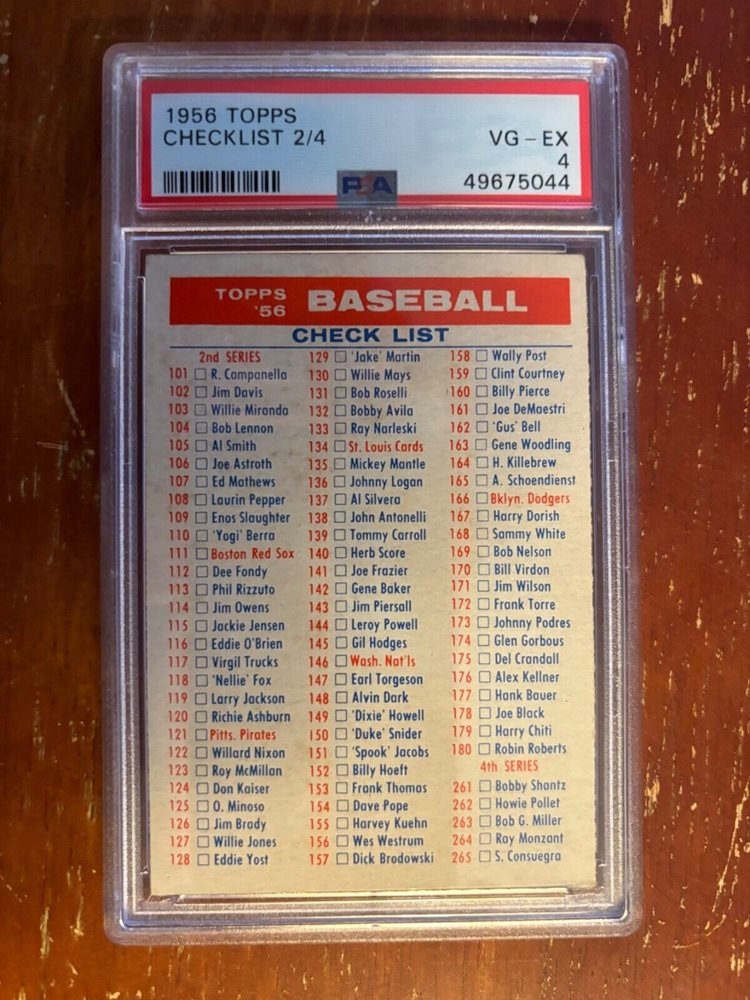 1956 TOPPS
CHECKLIST 2/4 VG-EX
4
PSA 49675044
TOPPS '56 BASEBALL
CHECK LIST
2nd SERIES
101 R. Campanella
102 Jim Davis
103 Willie Miranda
104 Bob Lennon
105 Al Smith
106 Joe Astroth
107 Ed Mathews
108 Laurin Pepper
109 Enos Slaughter
110 'Yogi' Berra
111 Boston Red Sox
112 Dee Fondy
113 Phil Rizzuto
114 Jim Owens
115 Jackie Jensen
116 Eddie O'Brien
117 Virgil Trucks
118 'Nellie' Fox
119 Larry Jackson
120 Richie Ashburn
121 Pitts. Pirates
122 Willard Nixon
123 Roy McMillan
124 Don Kaiser
125 O. Minoso
126 Jim Brady
127 Willie Jones
128 Eddie Yost
129 'Jake' Martin
130 Willie Mays
131 Bob Roselli
132 Bobby Avila
133 Ray Narleski
134 St. Louis Cards
135 Mickey Mantle
136 Johnny Logan
137 Al Silvera
138 John Antonelli
139 Tommy Carroll
140 Herb Score
141 Joe Frazier
142 Gene Baker
143 Jim Piersall
144 Leroy Powell
145 Gil Hodges
146 Wash. Nat'ls
147 Earl Torgeson
148 Alvin Dark
149 'Dixie' Howell
150 'Duke' Snider
151 'Spook' Jacobs
152 Billy Hoeft
153 Frank Thomas
154 Dave Pope
155 Harvey Kuehn
156 Wes Westrum
157 Dick Brodowski
158 Wally Post
159 Clint Courtney
160 Billy Pierce
161 Joe DeMaestri
162 'Gus' Bell
163 Gene Woodling
164 H. Killebrew
165 A. Schoendienst
166 Bklyn. Dodgers
167 Harry Dorish
168 Sammy White
169 Bob Nelson
170 Bill Virdon
171 Jim Wilson
172 Frank Torre
173 Johnny Podres
174 Glen Gorbous
175 Del Crandall
176 Alex Kellner
177 Hank Bauer
178 Joe Black
179 Harry Chiti
180 Robin Roberts
4th SERIES
261 Bobby Shantz
262 Howie Pollet
263 Bob G. Miller
264 Ray Monzant
265 S. Consuegra